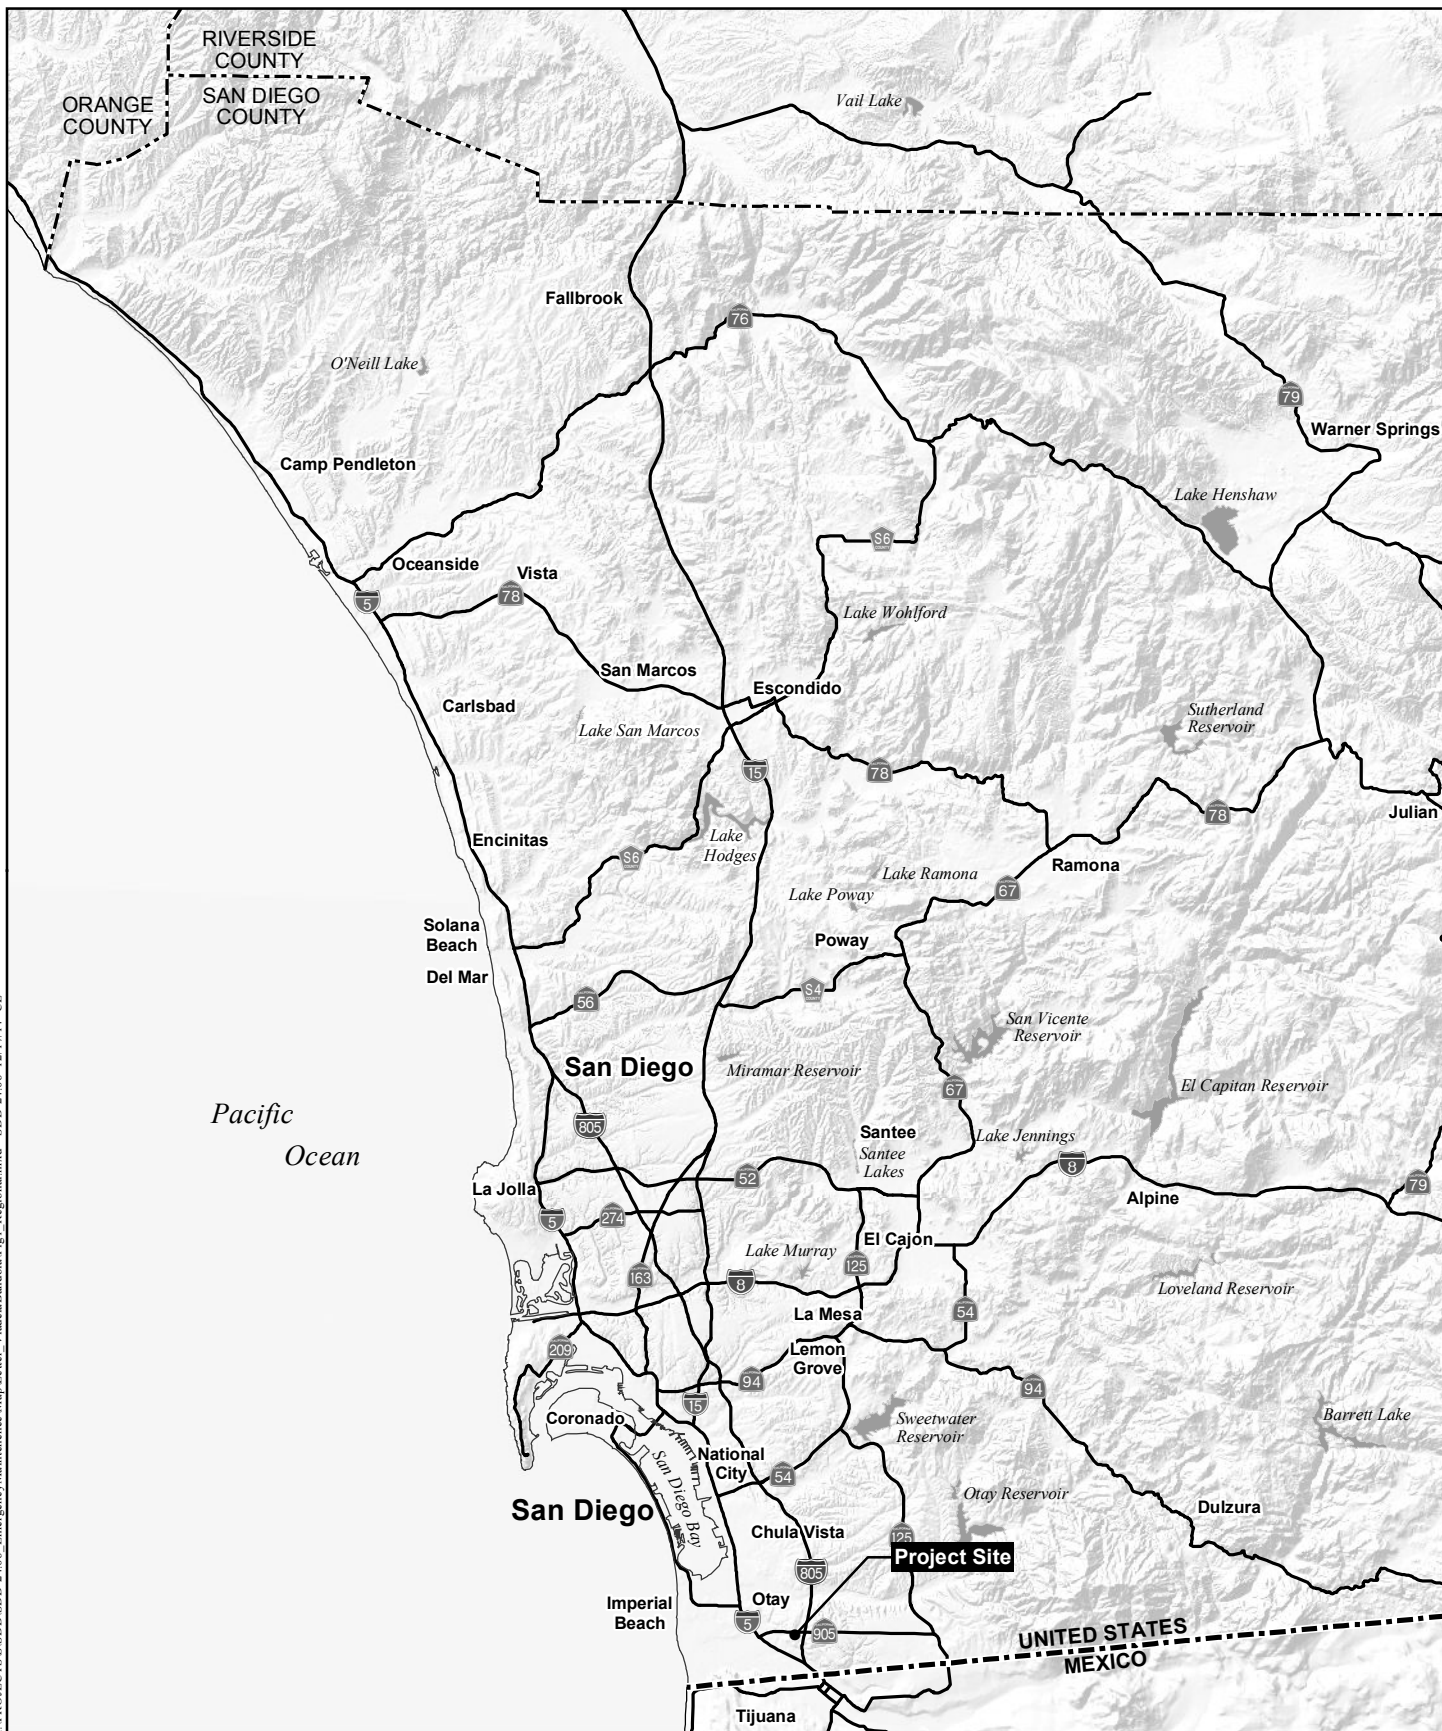 RIVERSIDE
COUNTY
ORANGE
COUNTY
SAN DIEGO
COUNTY
Vail Lake
Fallbrook
76
O'Neill Lake
79
Warner Springs
Camp Pendleton
Lake Henshaw
S6
COUNTY
Oceanside
Vista
78
5
Lake Wohlford
San Marcos
Escondido
Carlsbad
Lake San Marcos
Sutherland
Reservoir
15
78
78
Julian
Encinitas
Lake
Hodges
S6
COUNTY
Ramona
Lake Ramona
67
Lake Poway
Solana
Beach
Poway
Del Mar
56
S4
COUNTY
San Vicente
Reservoir
San Diego
Miramar Reservoir
67
El Capitan Reservoir
Pacific
Ocean
805
Santee
Santee
Lakes
Lake Jennings
8
52
La Jolla
Alpine
79
5
274
El Cajon
Lake Murray
125
163
8
Loveland Reservoir
La Mesa
54
209
Lemon
Grove
94
94
15
Coronado
Sweetwater
Reservoir
Barrett Lake
National
City
54
San Diego Bay
Otay Reservoir
San Diego
Dulzura
Chula Vista
125
Project Site
805
Imperial
Beach
Otay
5
905
UNITED STATES
MEXICO
Tijuana